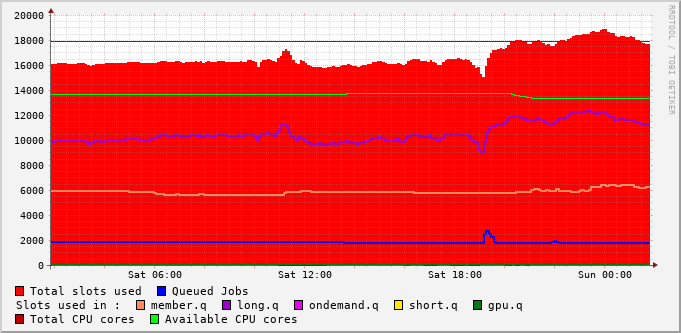 20000
18000
16000
14000
12000
10000
8000
6000
4000
2000
0
Sat 06:00 Sat 12:00 Sat 18:00 Sun 00:00
RRDTOOL / TOBI OETIKER
Total slots used Queued Jobs
Slots used in : member.q long.q ondemand.q short.q gpu.q
Total CPU cores Available CPU cores